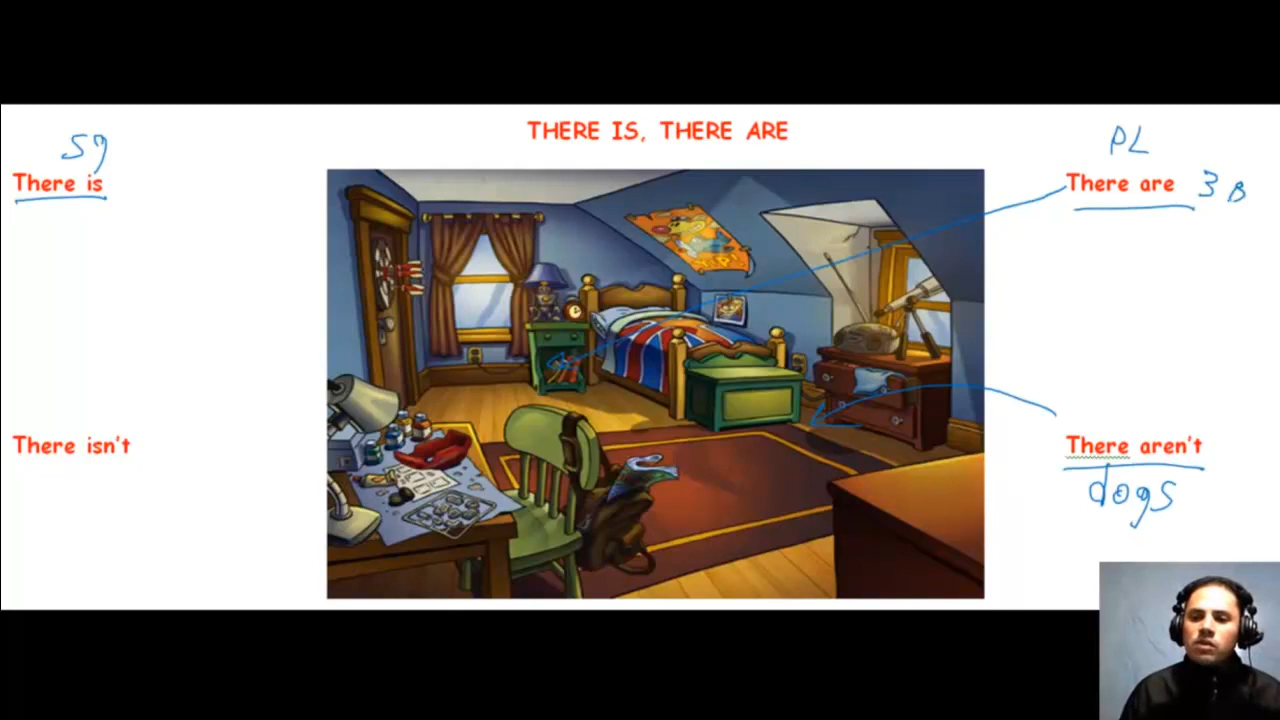 THERE IS, THERE ARE
Sg
There is
PL
There are 3 B
There isn't
There aren't
dogs